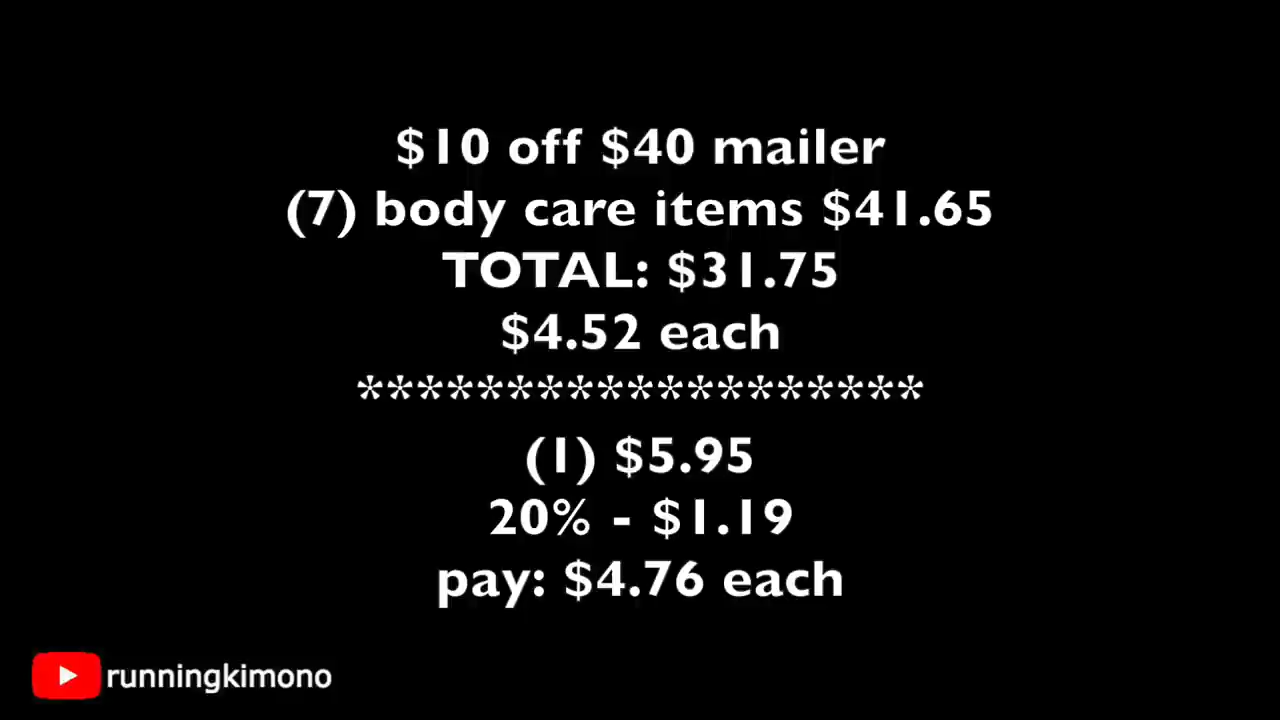 $10 off $40 mailer
(7) body care items $41.65
TOTAL: $31.75
$4.52 each
*******************
(1) $5.95
20% - $1.19
pay: $4.76 each
runningkimono